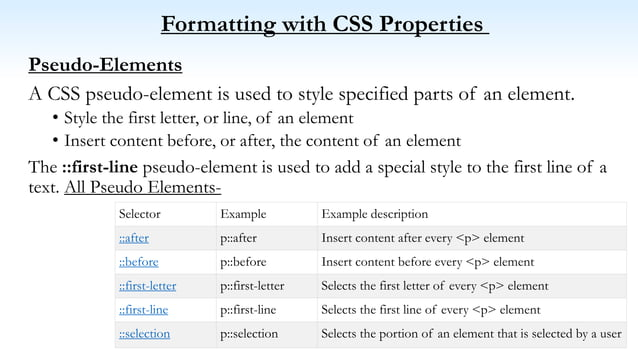 Formatting with CSS Properties
Pseudo-Elements
A CSS pseudo-element is used to style specified parts of an element.
• Style the first letter, or line, of an element
• Insert content before, or after, the content of an element
The ::first-line pseudo-element is used to add a special style to the first line of a
text. All Pseudo Elements-
Selector Example Example description
::after p::after Insert content after every <p> element
::before p::before Insert content before every <p> element
::first-letter p::first-letter Selects the first letter of every <p> element
::first-line p::first-line Selects the first line of every <p> element
::selection p::selection Selects the portion of an element that is selected by a user